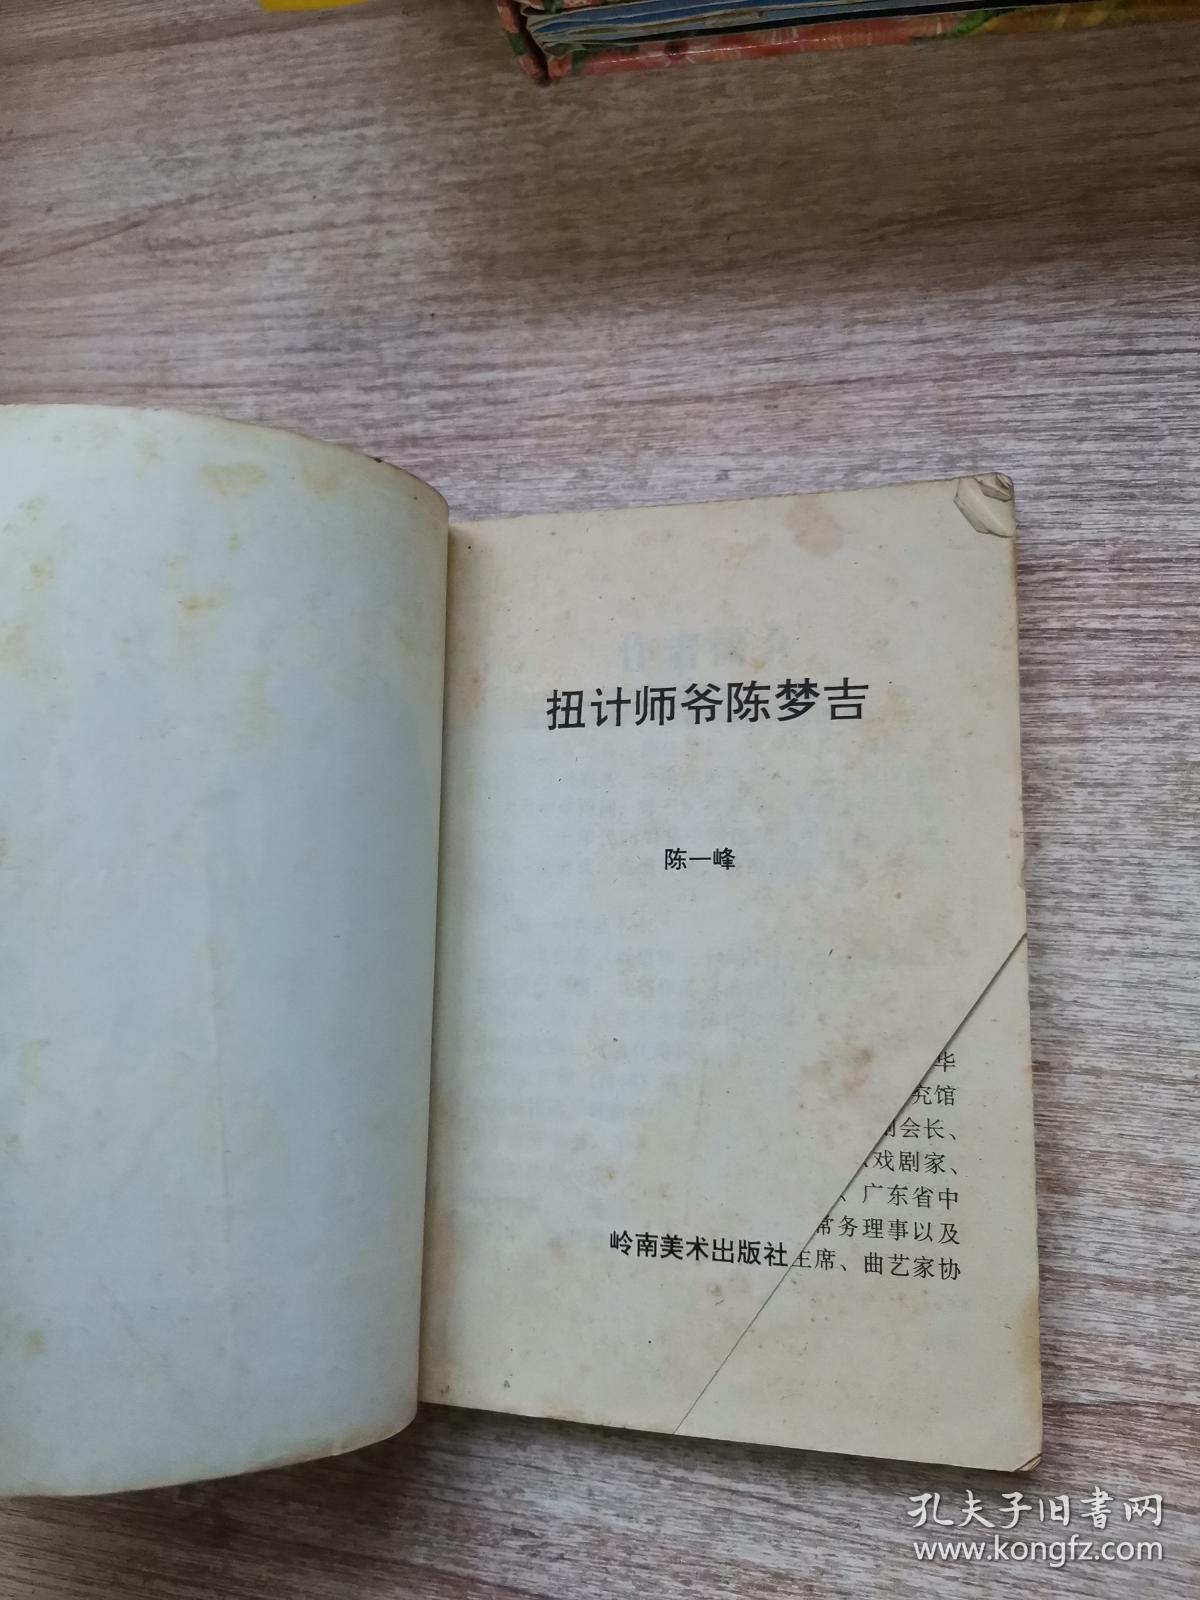 扭计师爷陈梦吉
陈一峰
华
究馆
会长、
戏剧家、
、广东省中
常务理事以及
岭南美术出版社
主席、曲艺家协
孔夫子旧书网
www.kongfz.com